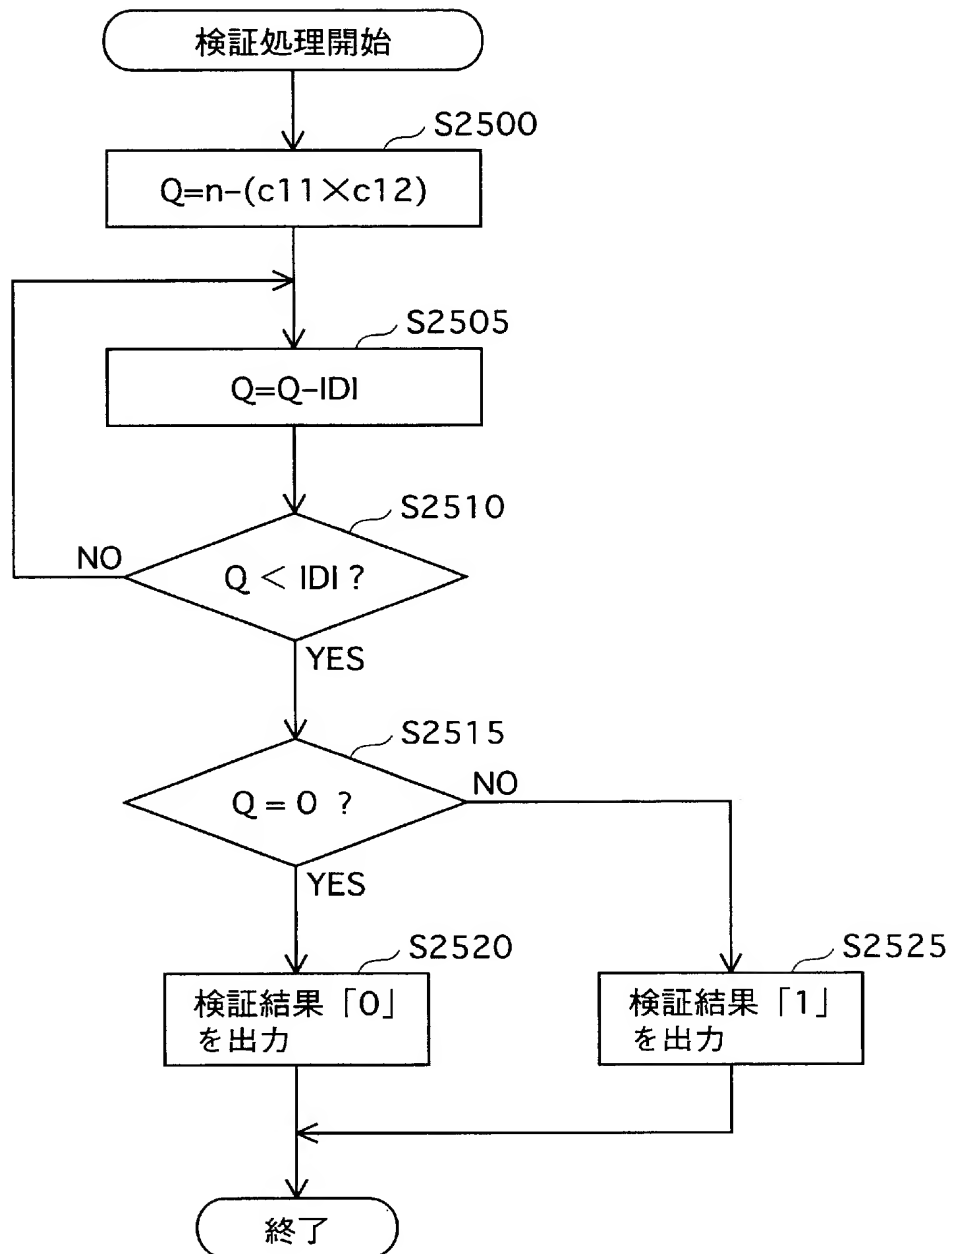 検証処理開始
S2500
Q=n−(c11×c12)
S2505
Q=Q−IDI
S2510
Q < IDI ?
NO
YES
S2515
Q = 0 ?
NO
YES
S2520
検証結果「0」
を出力
S2525
検証結果「1」
を出力
終了